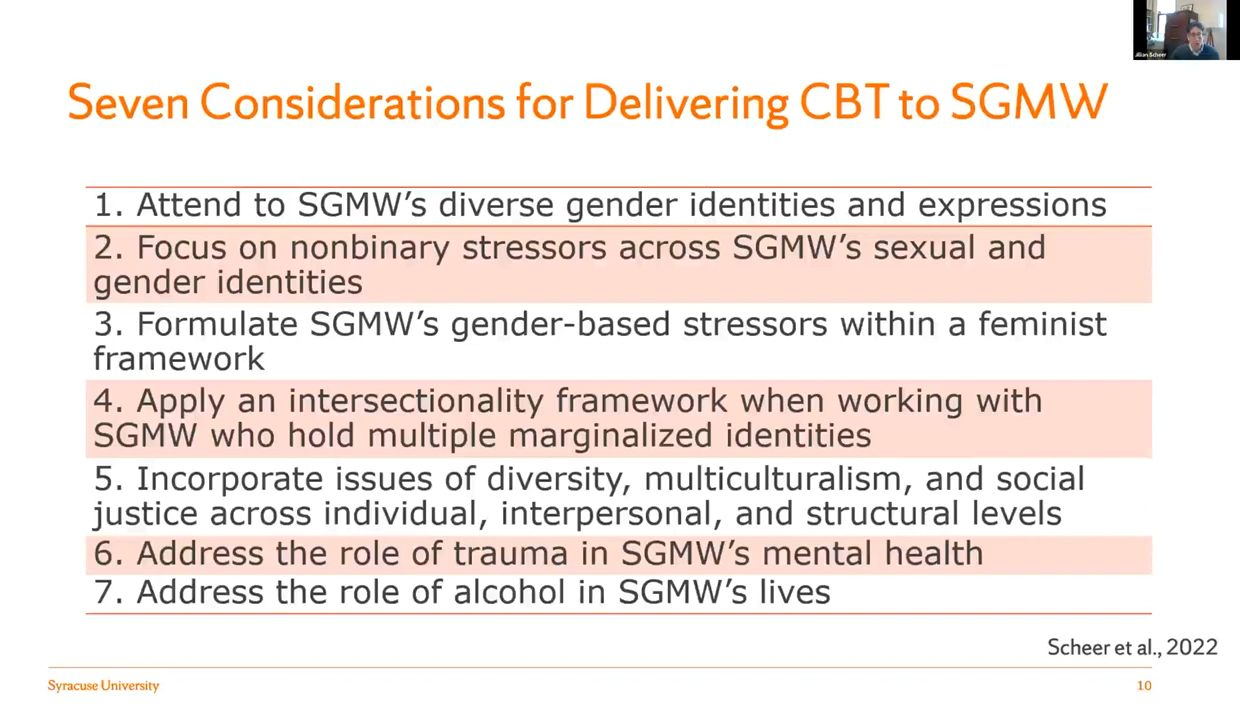 Jillian Scheer
Seven Considerations for Delivering CBT to SGMW
1. Attend to SGMW’s diverse gender identities and expressions
2. Focus on nonbinary stressors across SGMW’s sexual and
gender identities
3. Formulate SGMW’s gender-based stressors within a feminist
framework
4. Apply an intersectionality framework when working with
SGMW who hold multiple marginalized identities
5. Incorporate issues of diversity, multiculturalism, and social
justice across individual, interpersonal, and structural levels
6. Address the role of trauma in SGMW’s mental health
7. Address the role of alcohol in SGMW’s lives
Scheer et al., 2022
Syracuse University
10